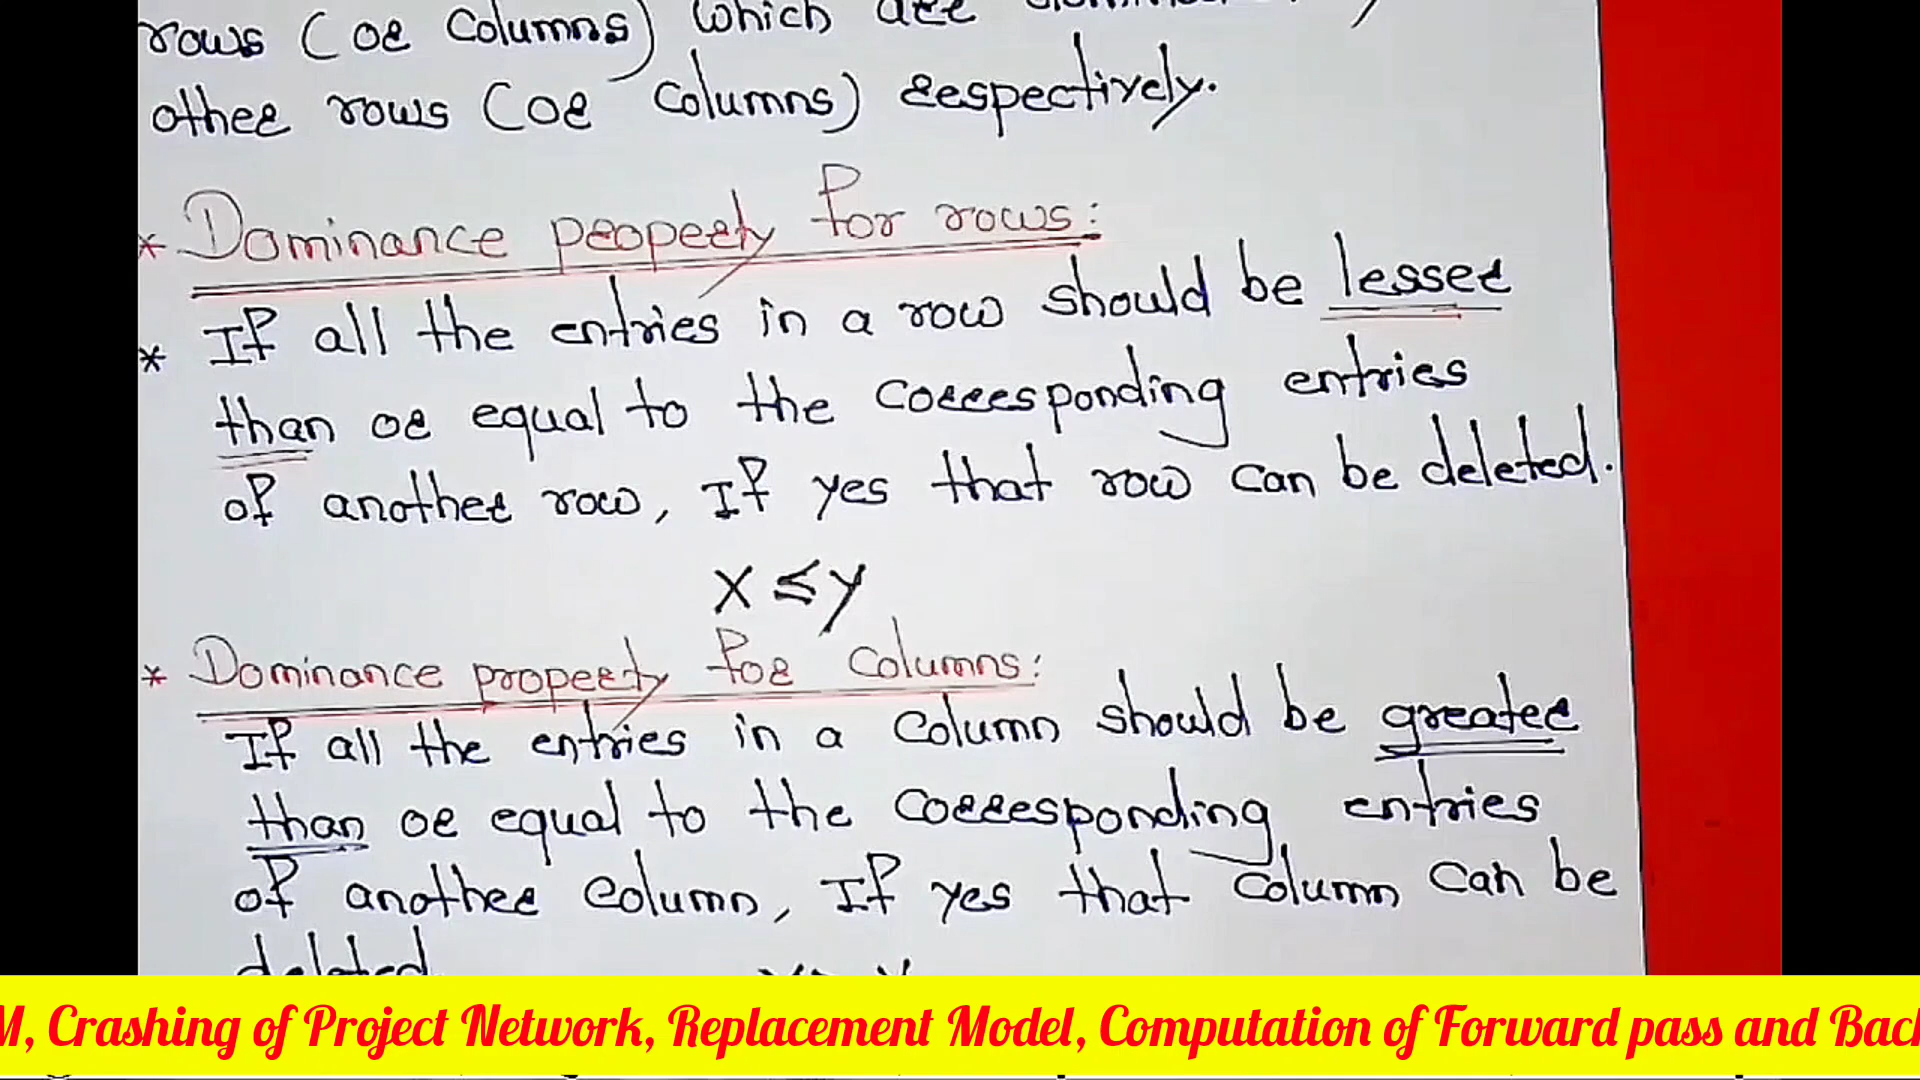 rows (or columns) which are
other rows (or columns) respectively.
* Dominance property for rows:
* If all the entries in a row should be lesser
than or equal to the corresponding entries
of another row, If yes that row can be deleted.
X ≤ y
* Dominance property for columns:
If all the entries in a column should be greater
than or equal to the corresponding entries
of another column, If yes that column can be
deleted
M, Crashing of Project Network, Replacement Model, Computation of Forward pass and Bac